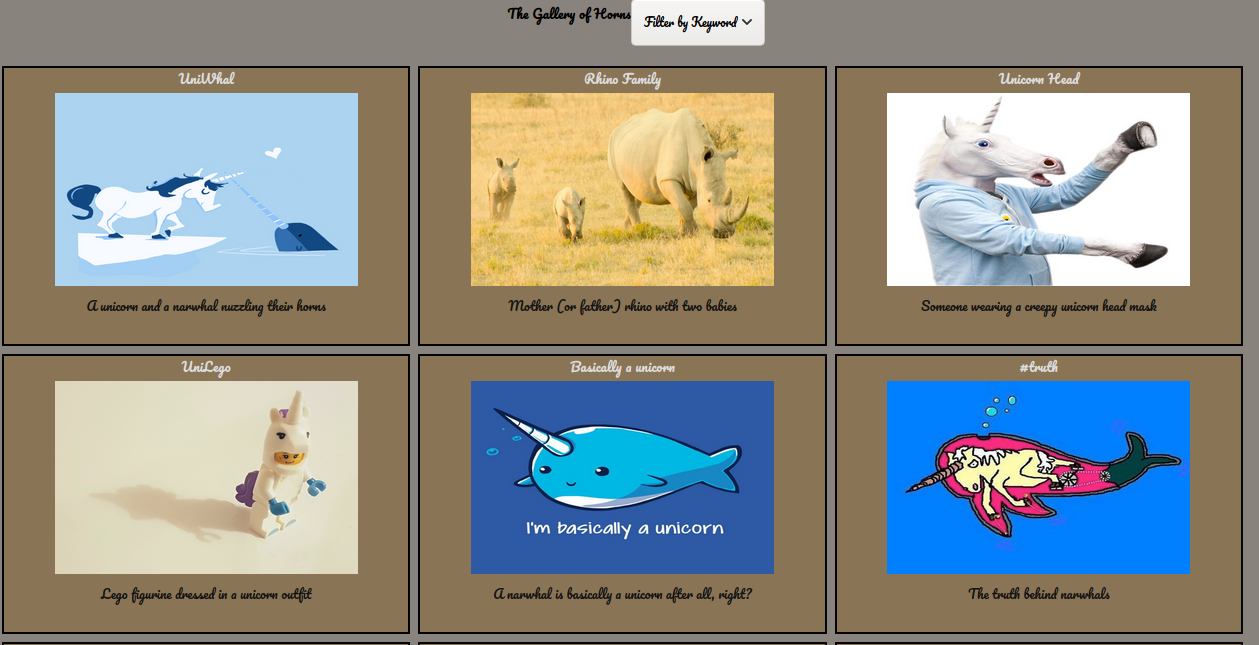 The Gallery of Horns
Filter by Keyword
UniWhal
Rhino Family
Unicorn Head
A unicorn and a narwhal nuzzling their horns
Mother (or father) rhino with two babies
Someone wearing a creepy unicorn head mask
UniLego
Basically a unicorn
#truth
I'm basically a unicorn
Lego figurine dressed in a unicorn outfit
A narwhal is basically a unicorn after all, right?
The truth behind narwhals